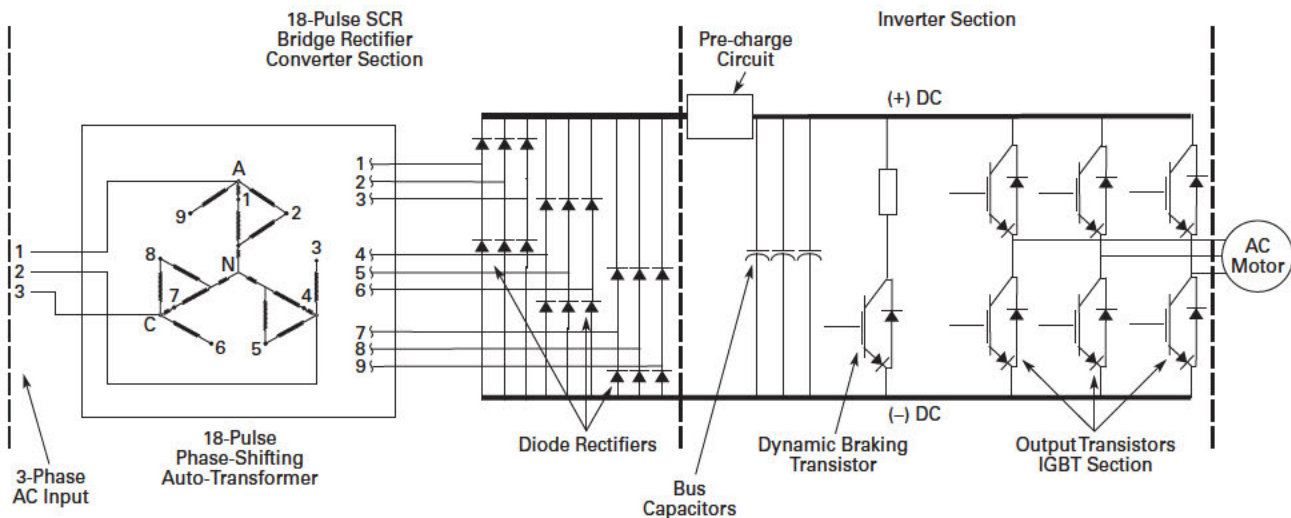 18-Pulse SCR
Bridge Rectifier
Converter Section
Inverter Section
Pre-charge
Circuit
(+) DC
A
1
2
9
N
3
8
7
4
C
6
5
1
2
3
1
2
3
4
5
6
7
8
9
AC
Motor
(–) DC
18-Pulse
Phase-Shifting
Auto-Transformer
3-Phase
AC Input
Diode Rectifiers
Bus
Capacitors
Dynamic Braking
Transistor
Output Transistors
IGBT Section